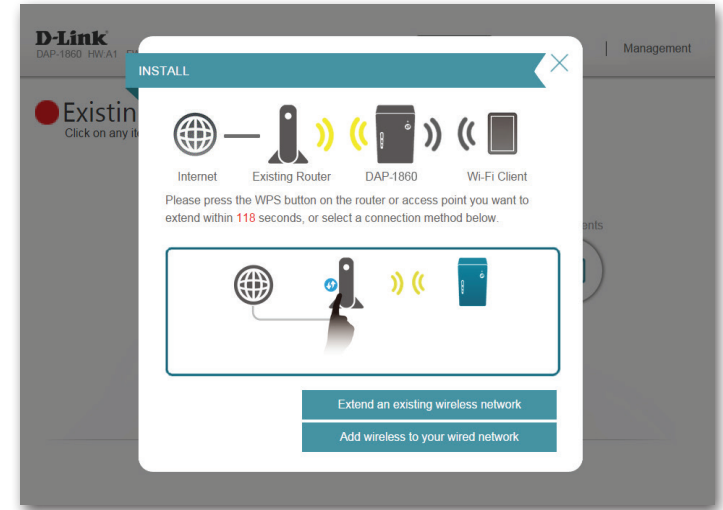 D-Link
DAP-1860 HW:A1
Management
INSTALL
Existin
Click on any
Internet
Existing Router
DAP-1860
Wi-Fi Client
Please press the WPS button on the router or access point you want to
extend within 118 seconds, or select a connection method below.
Extend an existing wireless network
Add wireless to your wired network